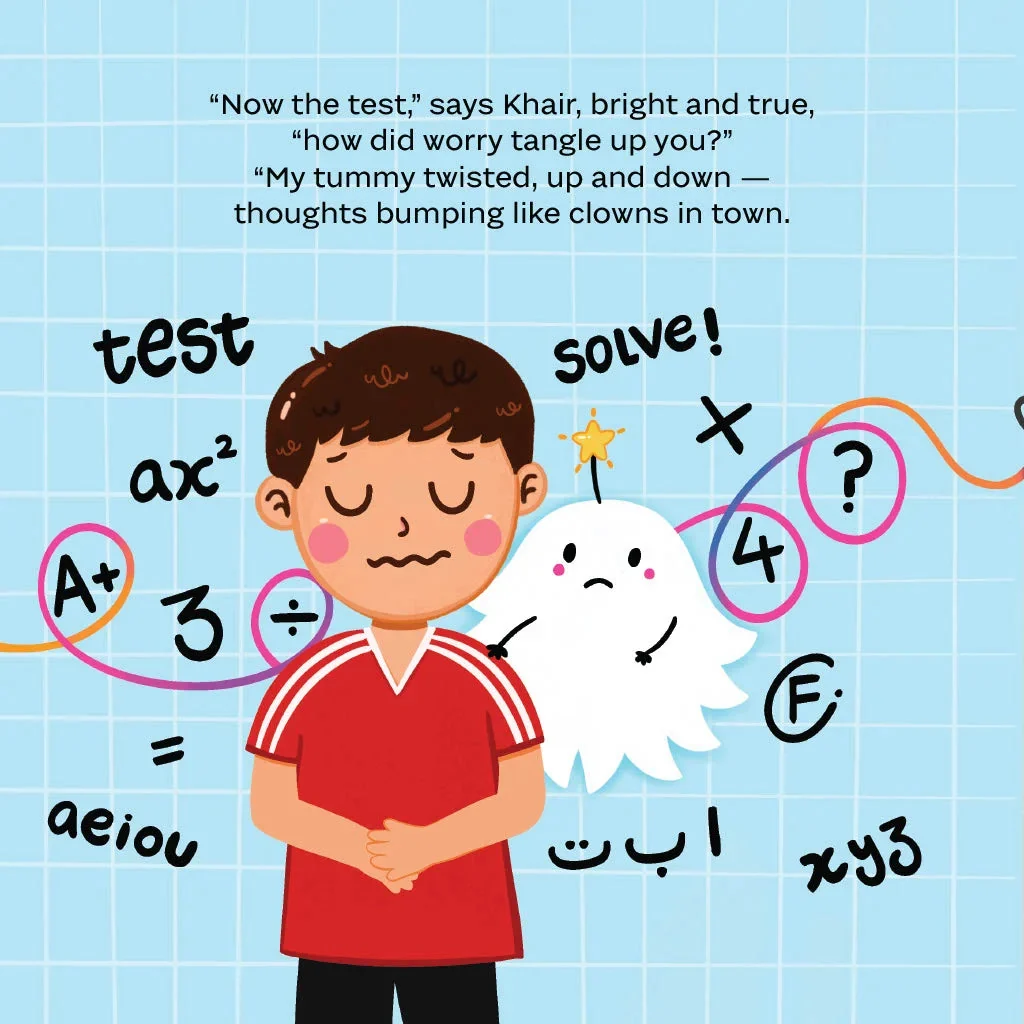 “Now the test,” says Khair, bright and true,
“how did worry tangle up you?”
“My tummy twisted, up and down —
thoughts bumping like clowns in town.
test
solve!
×
ax²
?
A+
4
3
÷
F
=
aeiou
ا ب ت
xyz